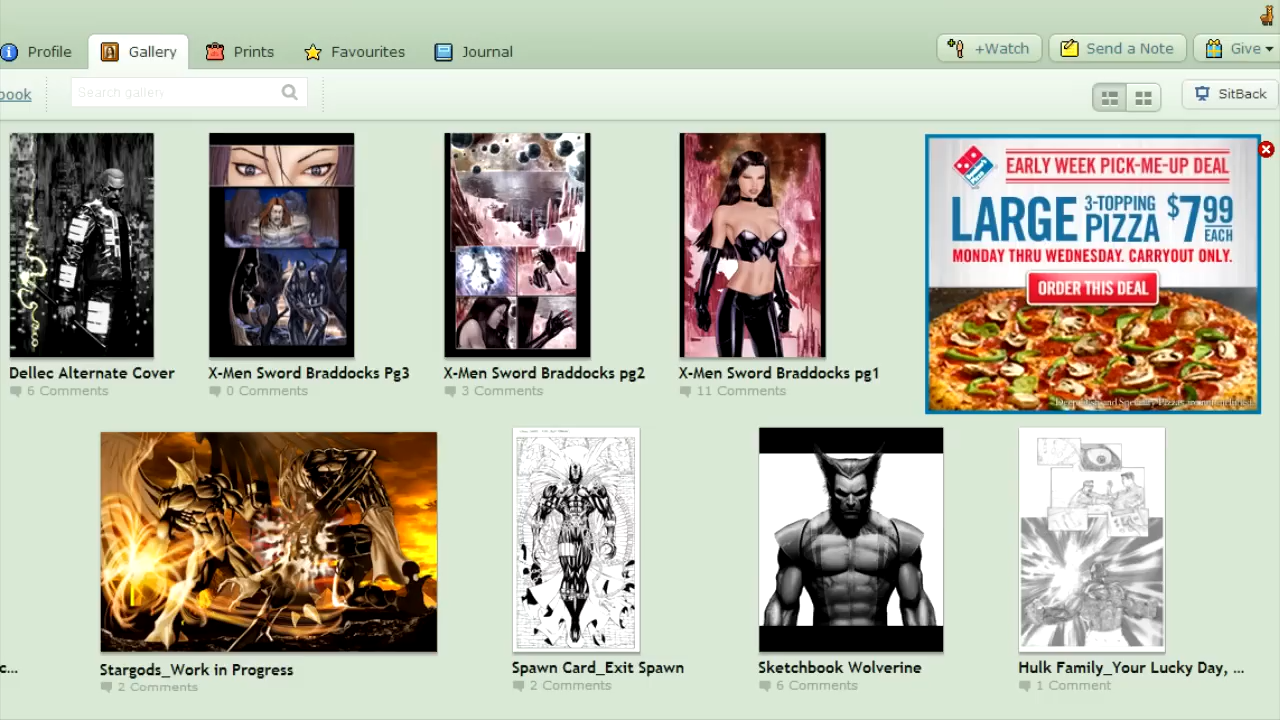 Profile
Gallery
Prints
Favourites
Journal
+Watch
Send a Note
Give
book
Search gallery
SitBack
EARLY WEEK PICK-ME-UP DEAL
LARGE 3-TOPPING PIZZA $7.99 EACH
MONDAY THRU WEDNESDAY. CARRYOUT ONLY.
ORDER THIS DEAL
Dellec Alternate Cover
6 Comments
X-Men Sword Braddocks Pg3
0 Comments
X-Men Sword Braddocks pg2
3 Comments
X-Men Sword Braddocks pg1
11 Comments
c...
Stargods_Work in Progress
2 Comments
Spawn Card_Exit Spawn
2 Comments
Sketchbook Wolverine
6 Comments
Hulk Family_Your Lucky Day, ...
1 Comment